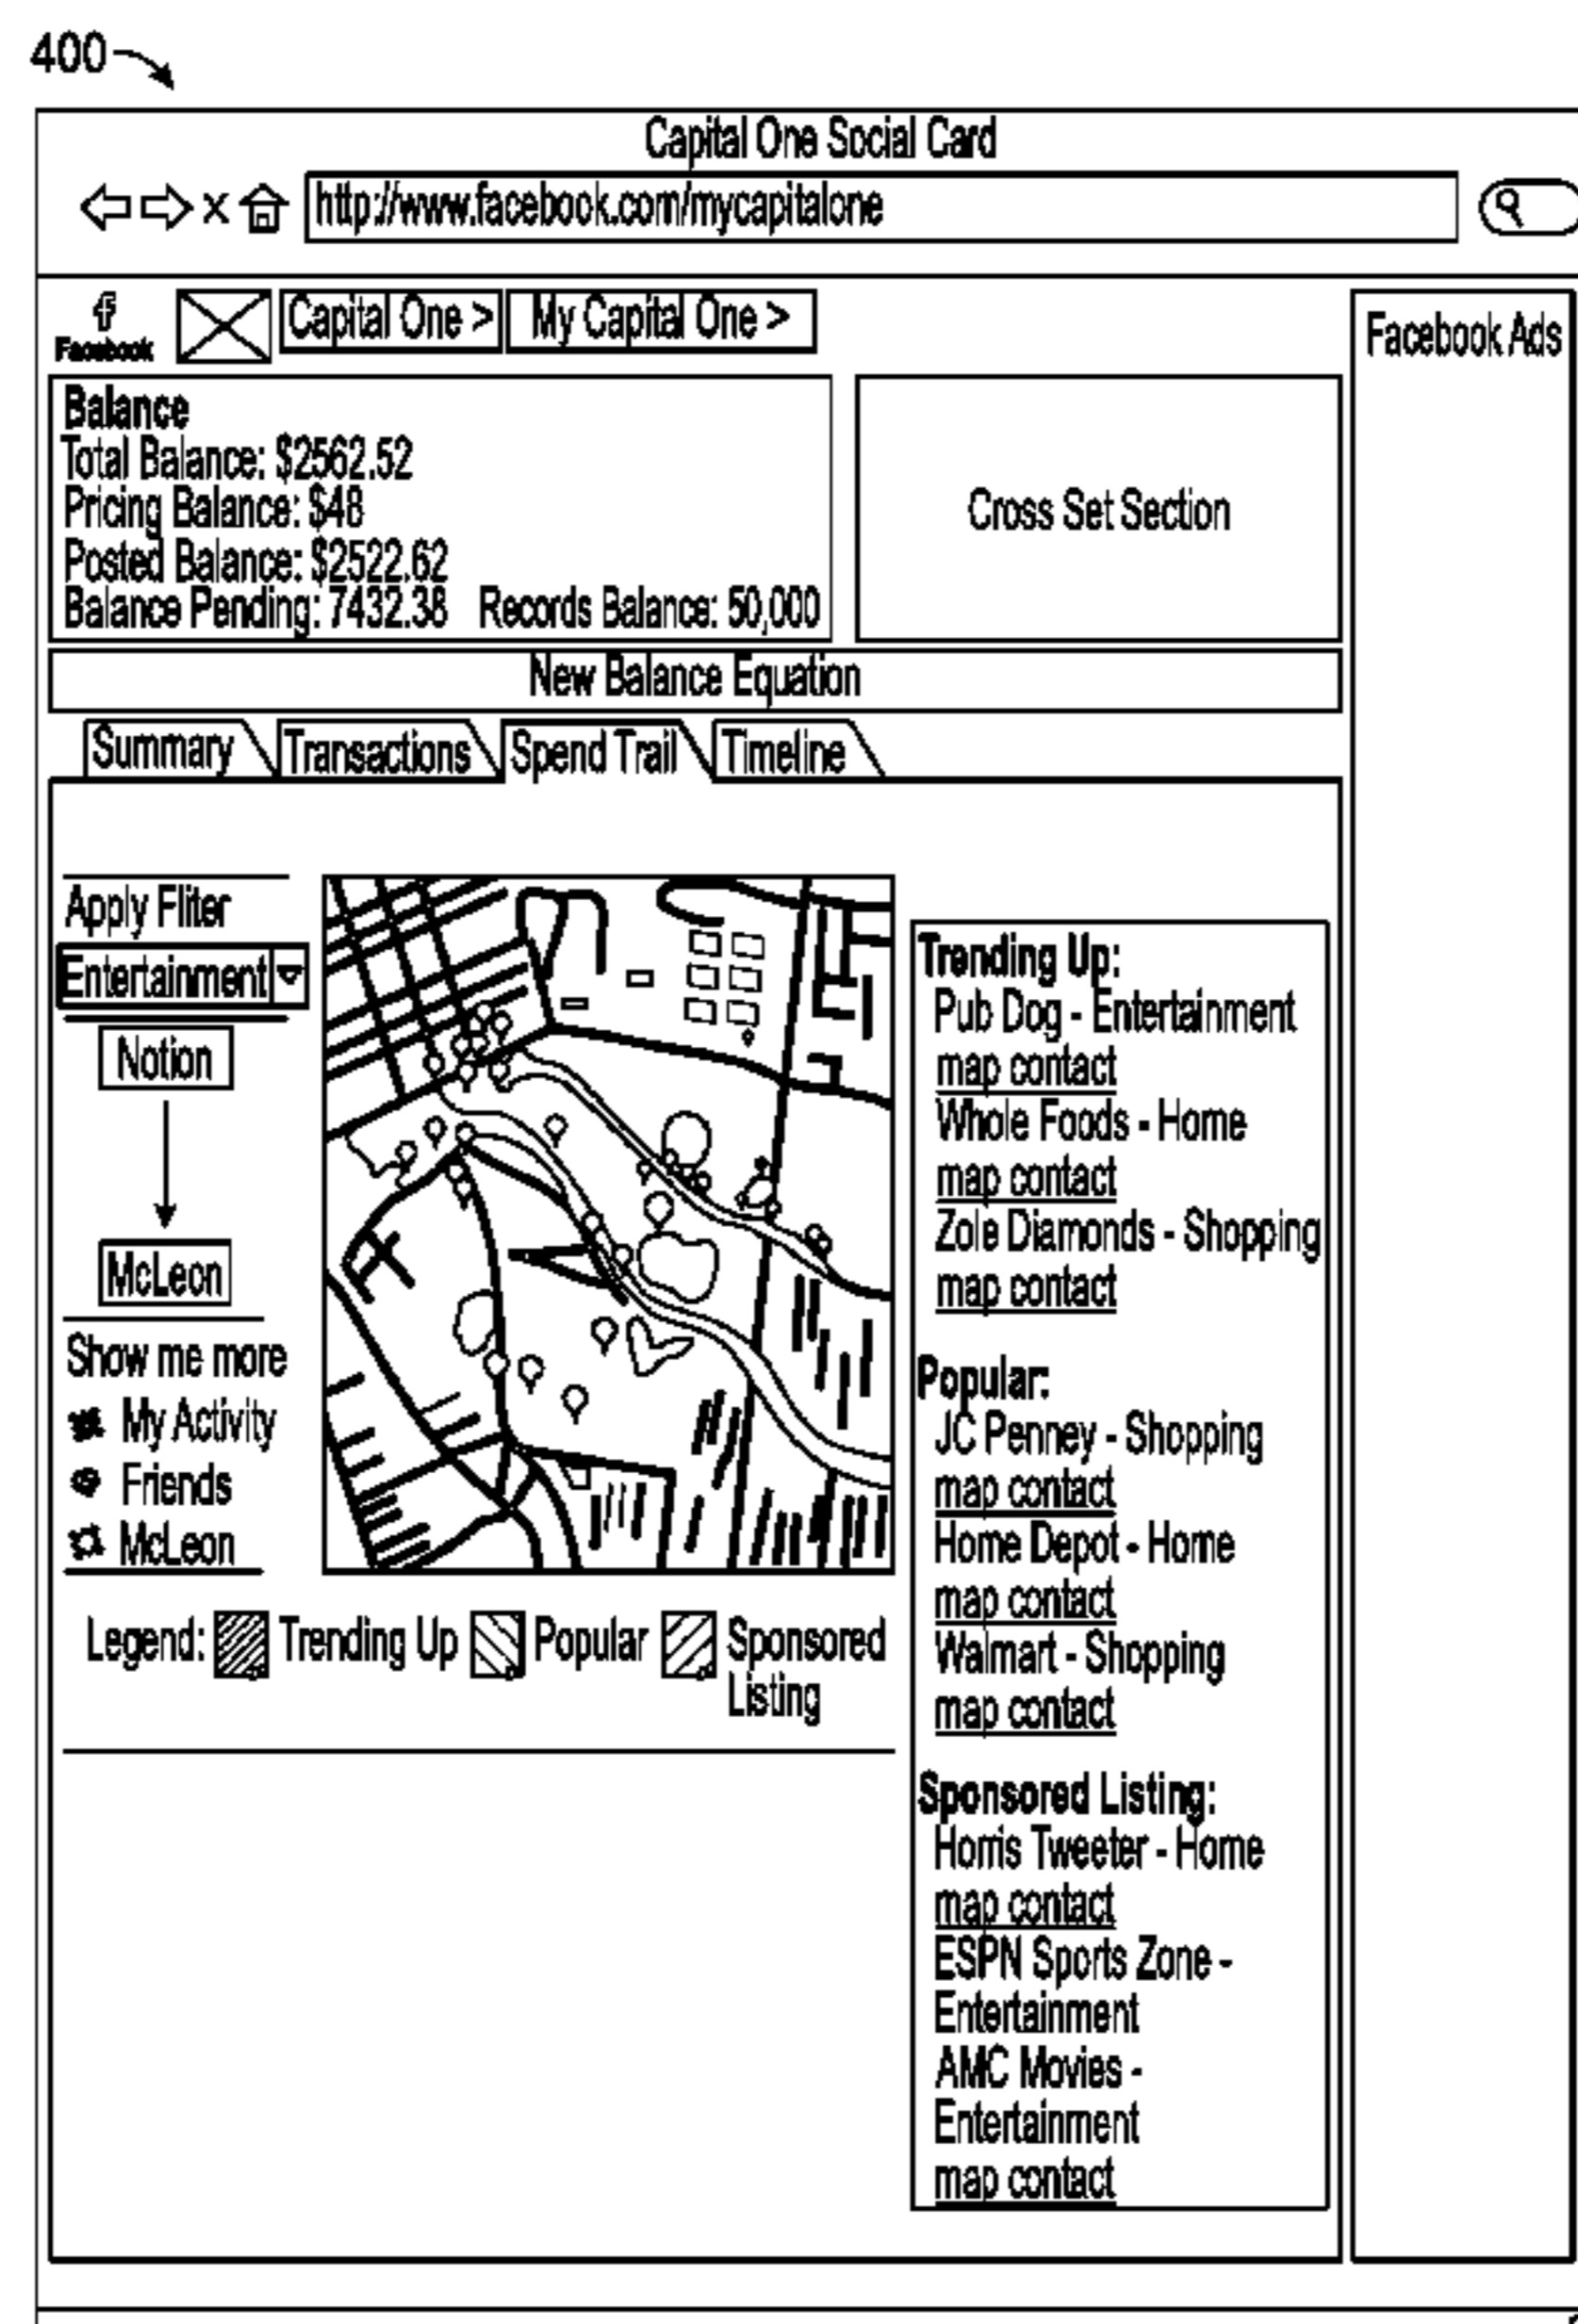 400
Capital One Social Card
http://www.facebook.com/mycapitalone
f
Facebook
Capital One >
My Capital One >
Facebook Ads
Balance
Total Balance: $2562.52
Pricing Balance: $48
Posted Balance: $2522.62
Balance Pending: 7432.38 Records Balance: 50,000
Cross Set Section
New Balance Equation
Summary Transactions Spend Trail Timeline
Apply Fliter
Entertainment
Notion
McLeon
Show me more
My Activity
Friends
McLeon
Legend: Trending Up Popular Sponsored
Listing
Trending Up:
Pub Dog - Entertainment
map contact
Whole Foods - Home
map contact
Zole Diamonds - Shopping
map contact
Popular:
JC Penney - Shopping
map contact
Home Depot - Home
map contact
Walmart - Shopping
map contact
Sponsored Listing:
Horris Tweeter - Home
map contact
ESPN Sports Zone -
Entertainment
AMC Movies -
Entertainment
map contact